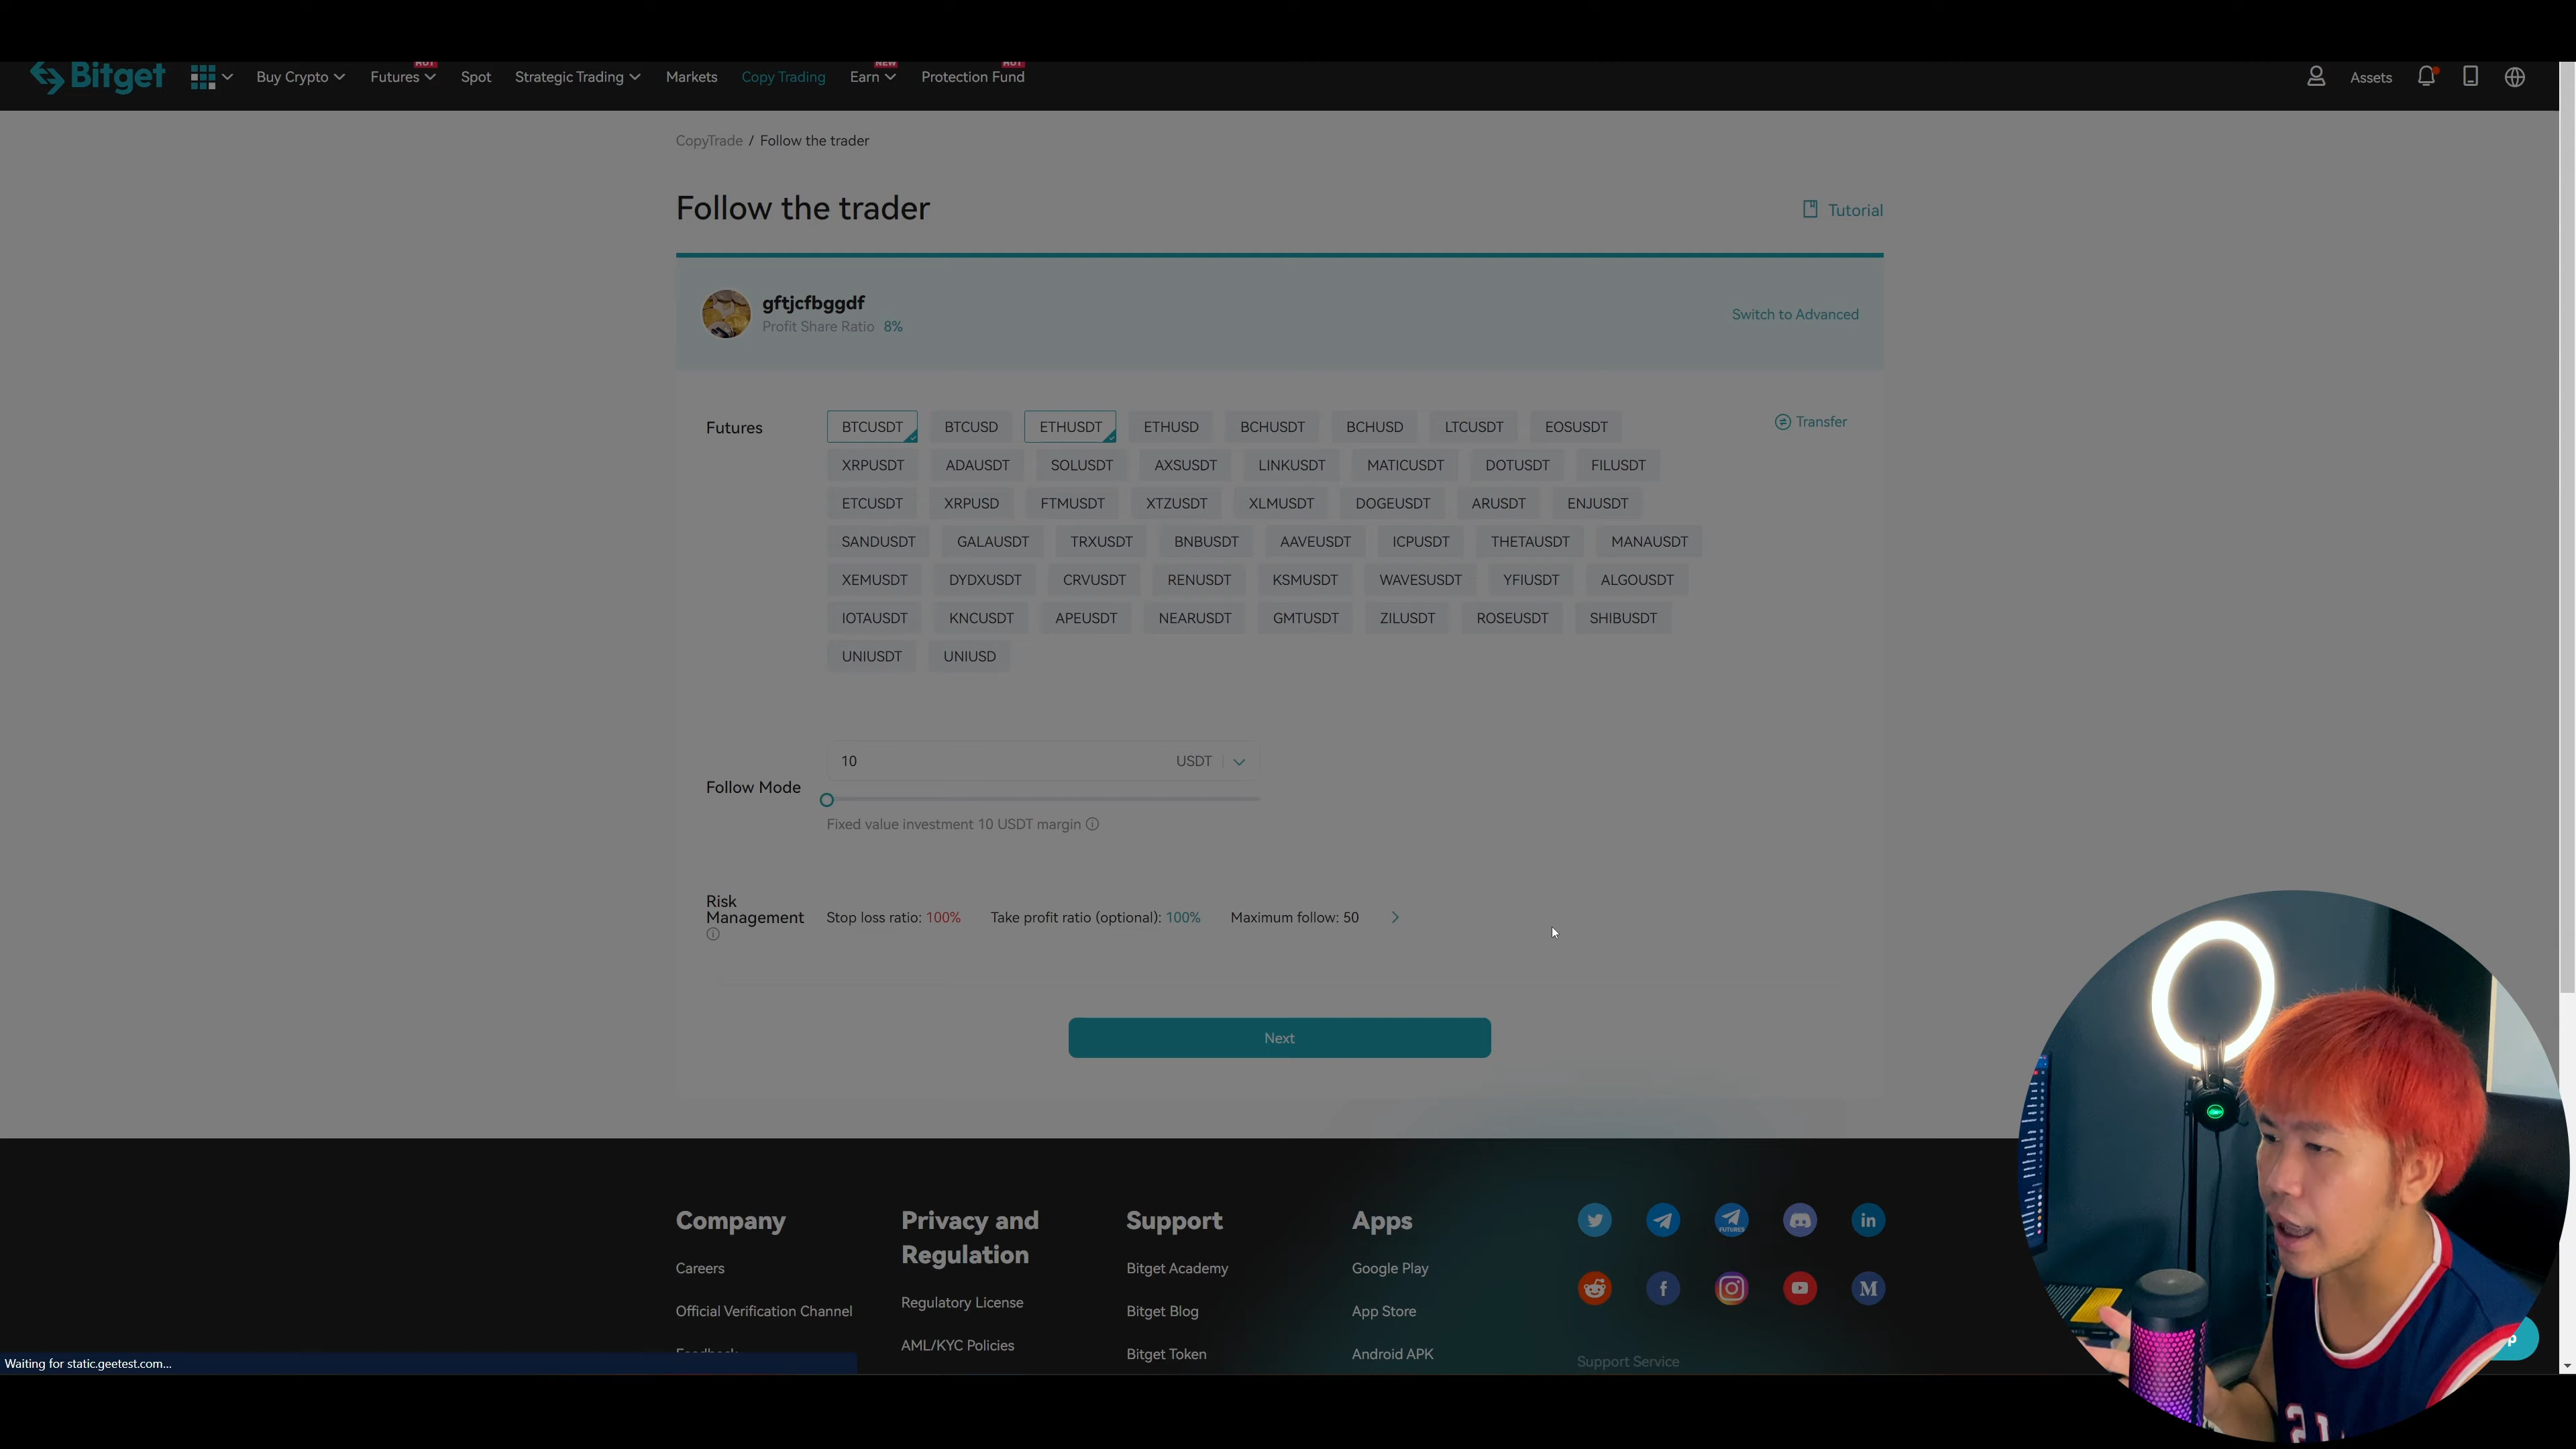 Bitget Buy Crypto Futures HOT Spot Strategic Trading Markets Copy Trading Earn NEW Protection Fund HOT Assets
CopyTrade / Follow the trader
Follow the trader
Tutorial
gftjcfbggdf
Profit Share Ratio 8%
Switch to Advanced
Futures
BTCUSDT BTCUSD ETHUSDT ETHUSD BCHUSDT BCHUSD LTCUSDT EOSUSDT
Transfer
XRPUSDT ADAUSDT SOLUSDT AXSUSDT LINKUSDT MATICUSDT DOTUSDT FILUSDT
ETCUSDT XRPUSD FTMUSDT XTZUSDT XLMUSDT DOGEUSDT ARUSDT ENJUSDT
SANDUSDT GALAUSDT TRXUSDT BNBUSDT AAVEUSDT ICPUSDT THETAUSDT MANAUSDT
XEMUSDT DYDXUSDT CRVUSDT RENUSDT KSMUSDT WAVESUSDT YFIUSDT ALGOUSDT
IOTAUSDT KNCUSDT APEUSDT NEARUSDT GMTUSDT ZILUSDT ROSEUSDT SHIBUSDT
UNIUSDT UNIUSD
Follow Mode
10 USDT
Fixed value investment 10 USDT margin
Risk
Management
Stop loss ratio: 100% Take profit ratio (optional): 100% Maximum follow: 50
Next
Company
Careers
Official Verification Channel
Feedback
Privacy and
Regulation
Regulatory License
AML/KYC Policies
Support
Bitget Academy
Bitget Blog
Bitget Token
Apps
Google Play
App Store
Android APK
FUTURES
Support Service
Waiting for static.geetest.com...